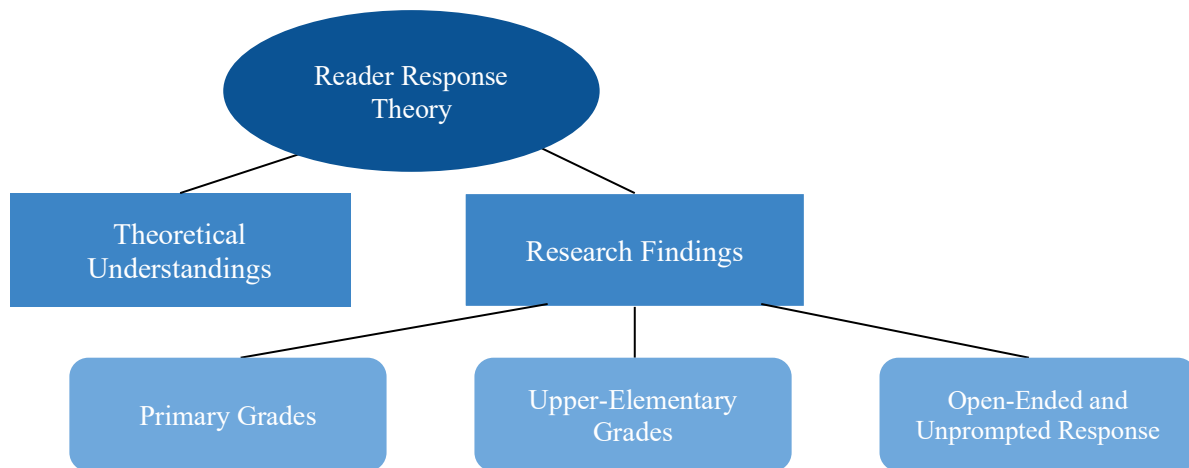 Reader Response
Theory
Theoretical
Understandings
Research Findings
Primary Grades
Upper-Elementary
Grades
Open-Ended and
Unprompted Response